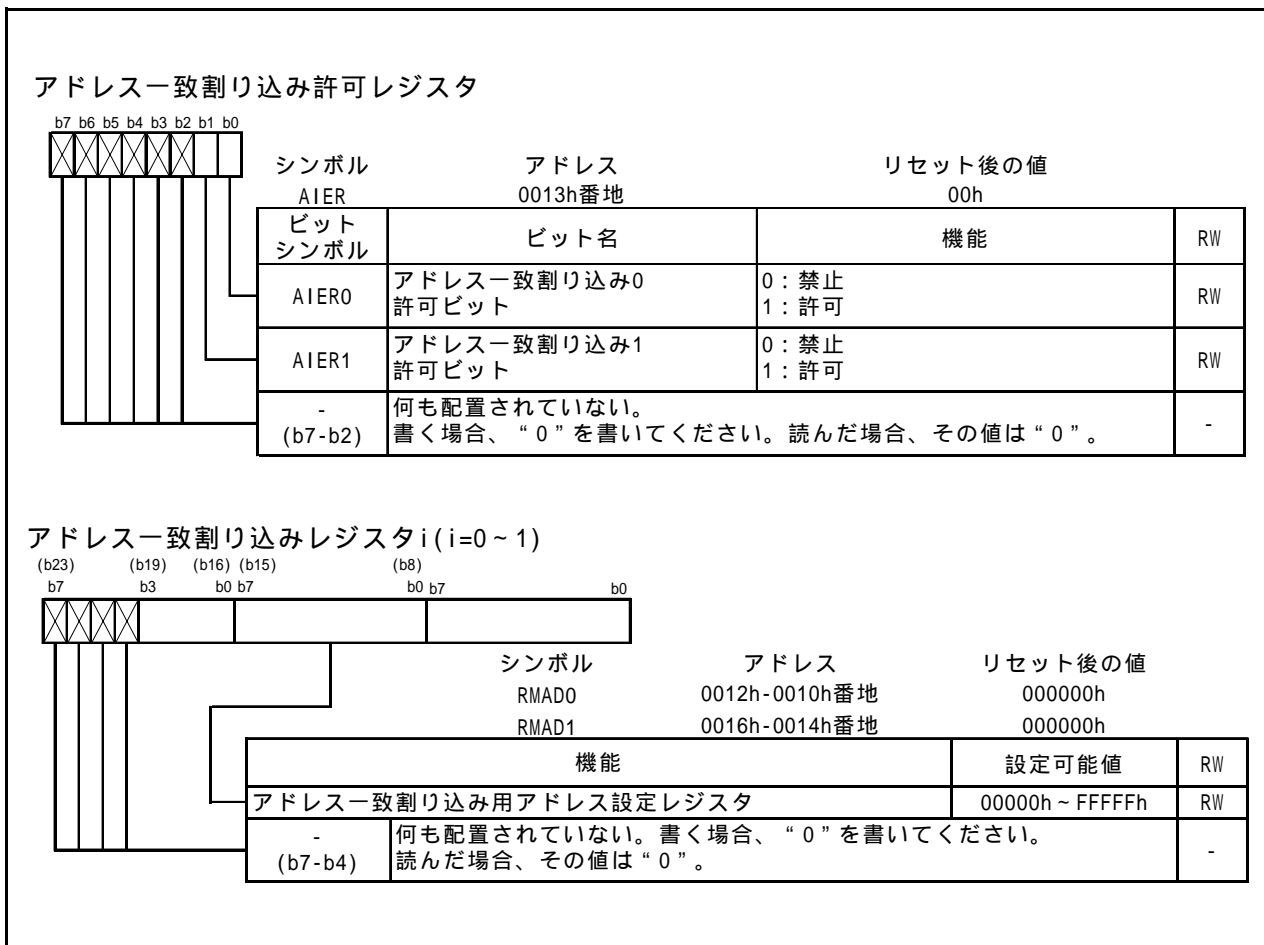 アドレス一致割り込み許可レジスタ
b7 b6 b5 b4 b3 b2 b1 b0
シンボル アドレス リセット後の値
AIER 0013h番地 00h
ビット
シンボル ビット名 機能 RW
AIER0 アドレス一致割り込み0
許可ビット 0：禁止
1：許可 RW
AIER1 アドレス一致割り込み1
許可ビット 0：禁止
1：許可 RW
-
(b7-b2) 何も配置されていない。
書く場合、“0”を書いてください。読んだ場合、その値は“0”。 -
アドレス一致割り込みレジスタi(i=0~1)
(b23) (b19) (b16) (b15) (b8)
b7 b3 b0 b7 b0 b7 b0
シンボル アドレス リセット後の値
RMAD0 0012h-0010h番地 000000h
RMAD1 0016h-0014h番地 000000h
機能 設定可能値 RW
アドレス一致割り込み用アドレス設定レジスタ 00000h~FFFFFh RW
-
(b7-b4) 何も配置されていない。書く場合、“0”を書いてください。
読んだ場合、その値は“0”。 -